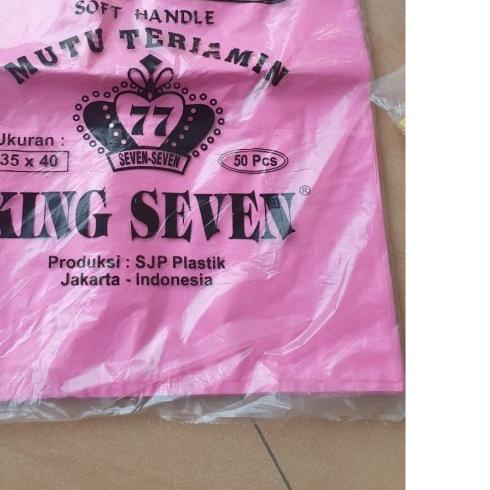 SOFT HANDLE
MUTU TERJAMIN
77
SEVEN-SEVEN
Ukuran :
35 x 40
50 Pcs
KING SEVEN ®
Produksi : SJP Plastik
Jakarta - Indonesia